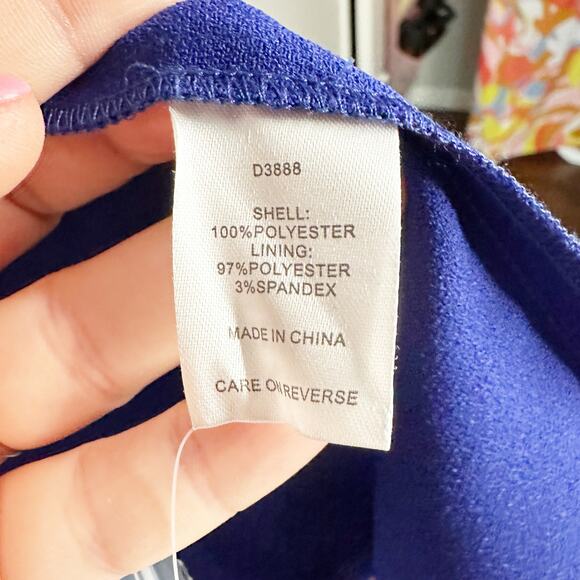 D3888
SHELL:
100%POLYESTER
LINING:
97%POLYESTER
3%SPANDEX
MADE IN CHINA
CARE ON REVERSE